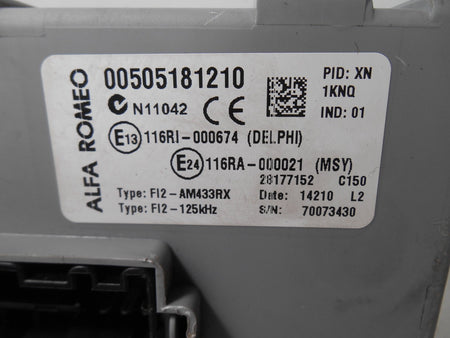 ALFA ROMEO
00505181210
PID: XN
N11042 CE
1KNQ
IND: 01
E13 116RI-000674 (DELPHI)
E24 116RA-000021 (MSY)
28177152 C150
Type: FI2-AM433RX Date: 14210 L2
Type: FI2-125kHz S/N: 70073430